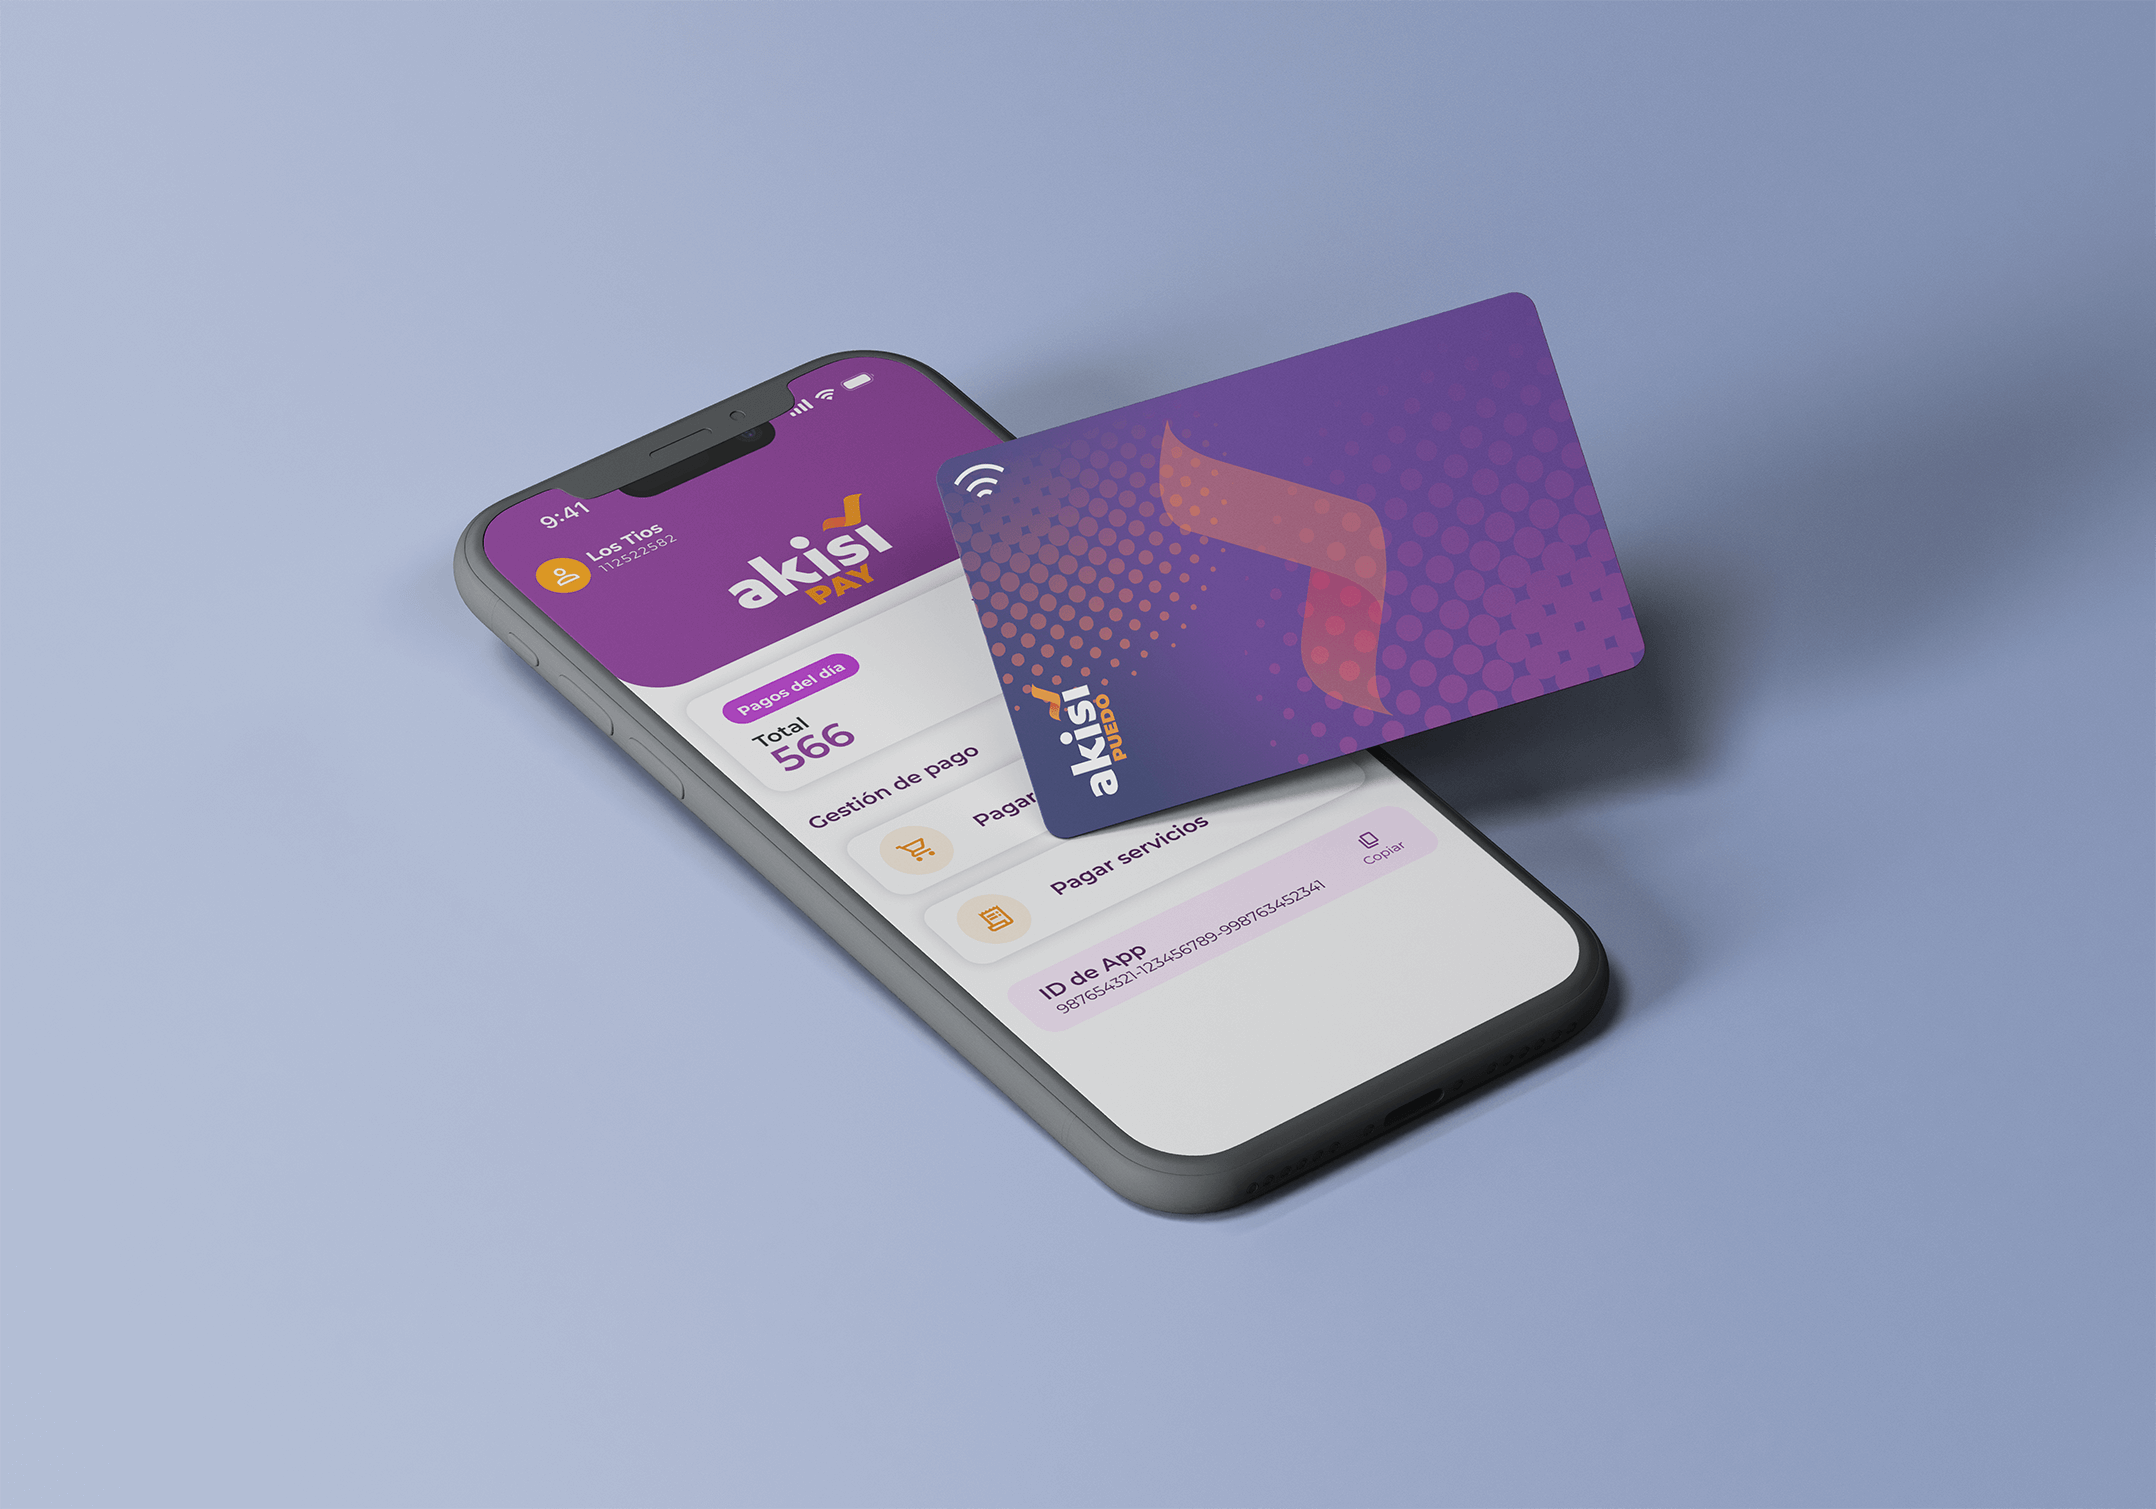 9:41
Los Tios
112522582
akisi
PAY
Pagos del día
Total
566
Gestión de pago
Pagar
Pagar servicios
ID de App
987654321-123456789-998763452341
Copiar
akisi
PUEDO